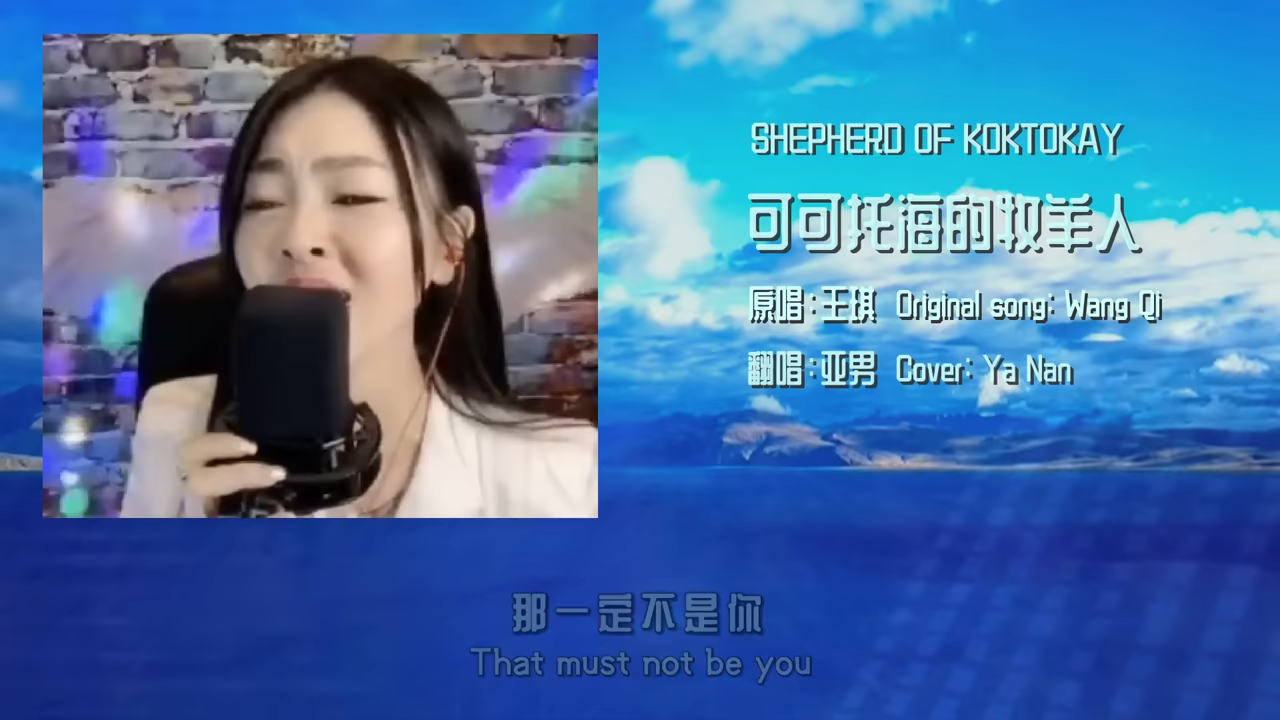 SHEPHERD OF KOKTOKAY
可可托海的牧羊人
原唱:王琪 Original song: Wang Qi
翻唱:亚男 Cover: Ya Nan
那一定不是你
That must not be you